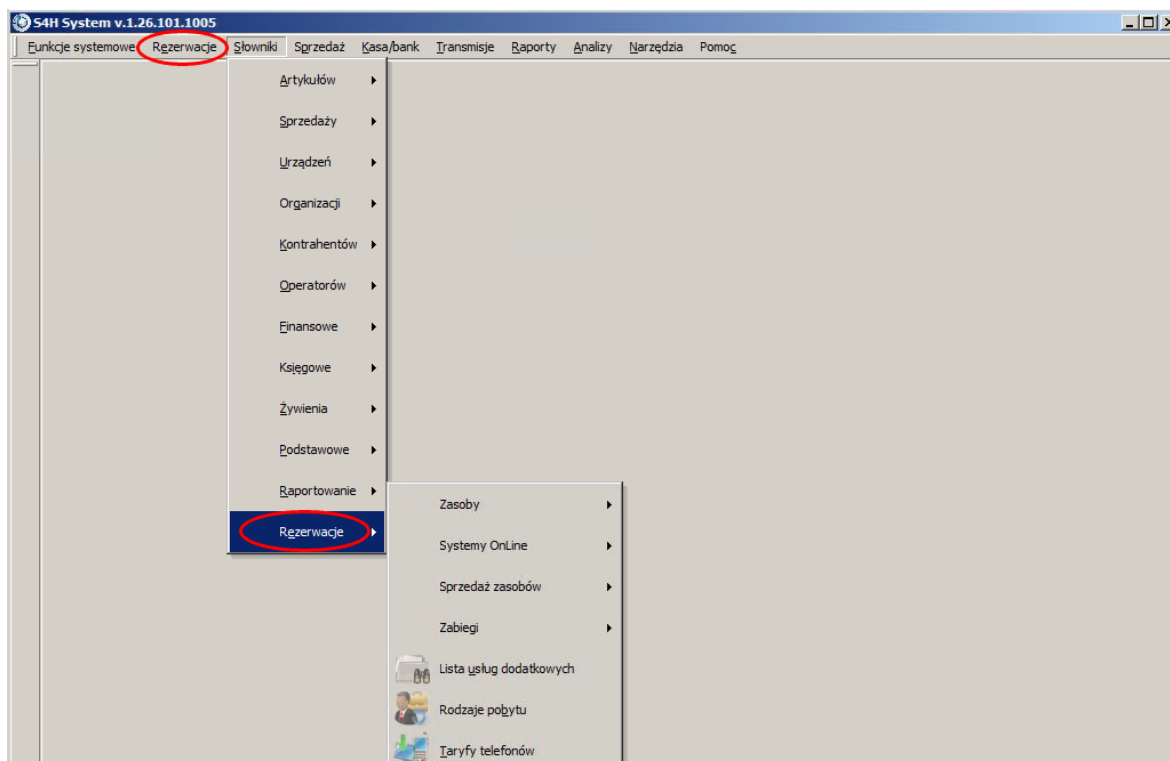 S4H System v.1.26.101.1005
Funkcje systemowe Rezerwacje Słowniki Sprzedaż Kasa/bank Transmisje Raporty Analizy Narzędzia Pomoc
Artykułów
Sprzedaży
Urządzeń
Organizacji
Kontrahentów
Operatorów
Finansowe
Księgowe
Żywienia
Podstawowe
Raportowanie
Rezerwacje
Zasoby
Systemy OnLine
Sprzedaż zasobów
Zabiegi
Lista usług dodatkowych
Rodzaje pobytu
Taryfy telefonów